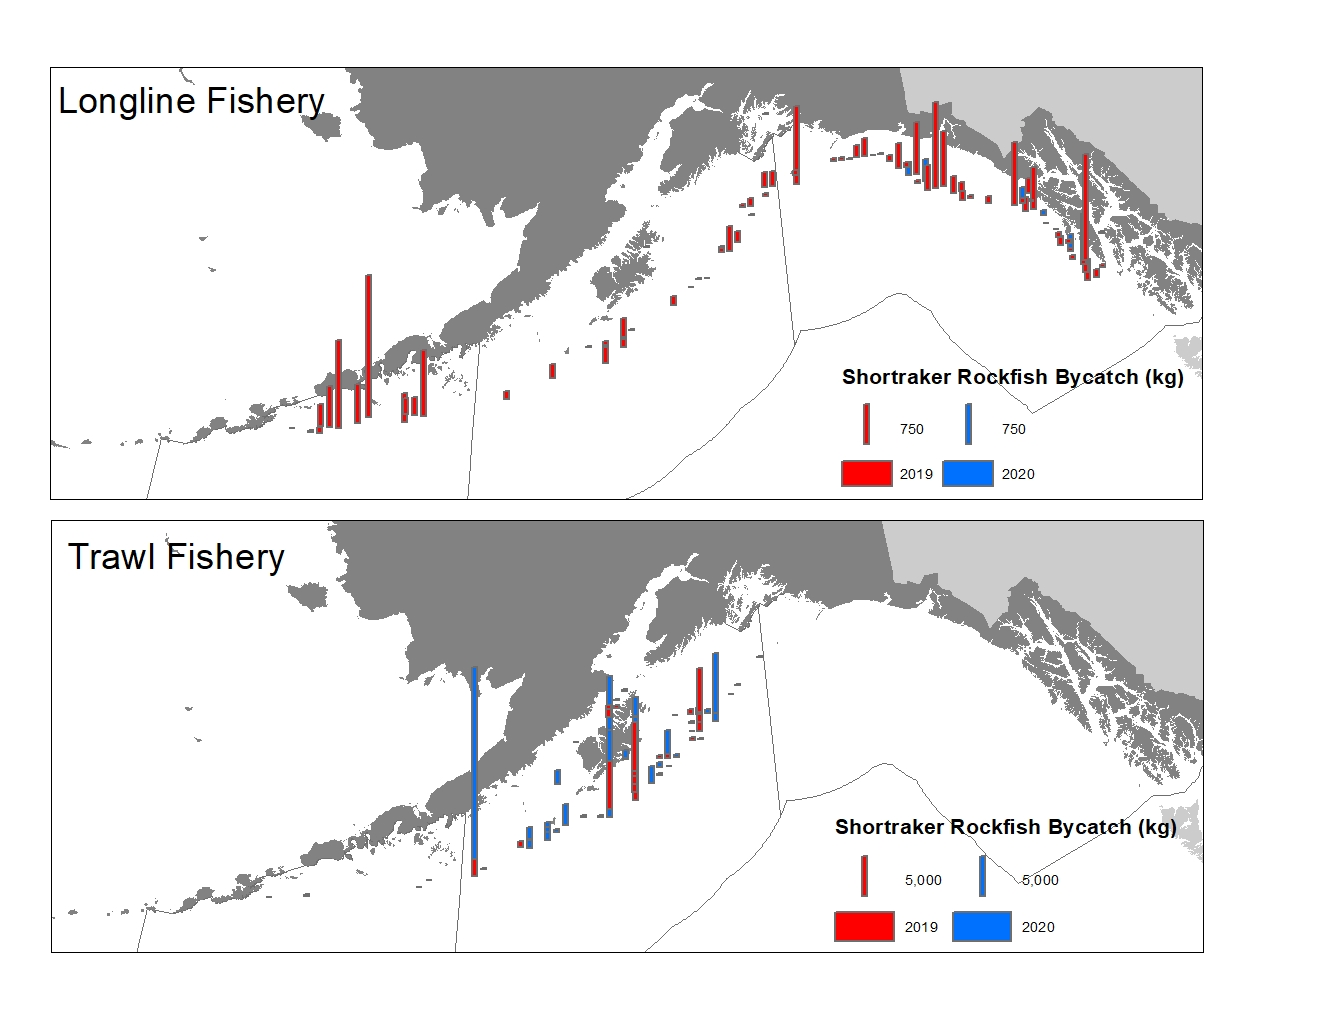 Longline Fishery
Shortraker Rockfish Bycatch (kg)
750 750
2019 2020
Trawl Fishery
Shortraker Rockfish Bycatch (kg)
5,000 5,000
2019 2020